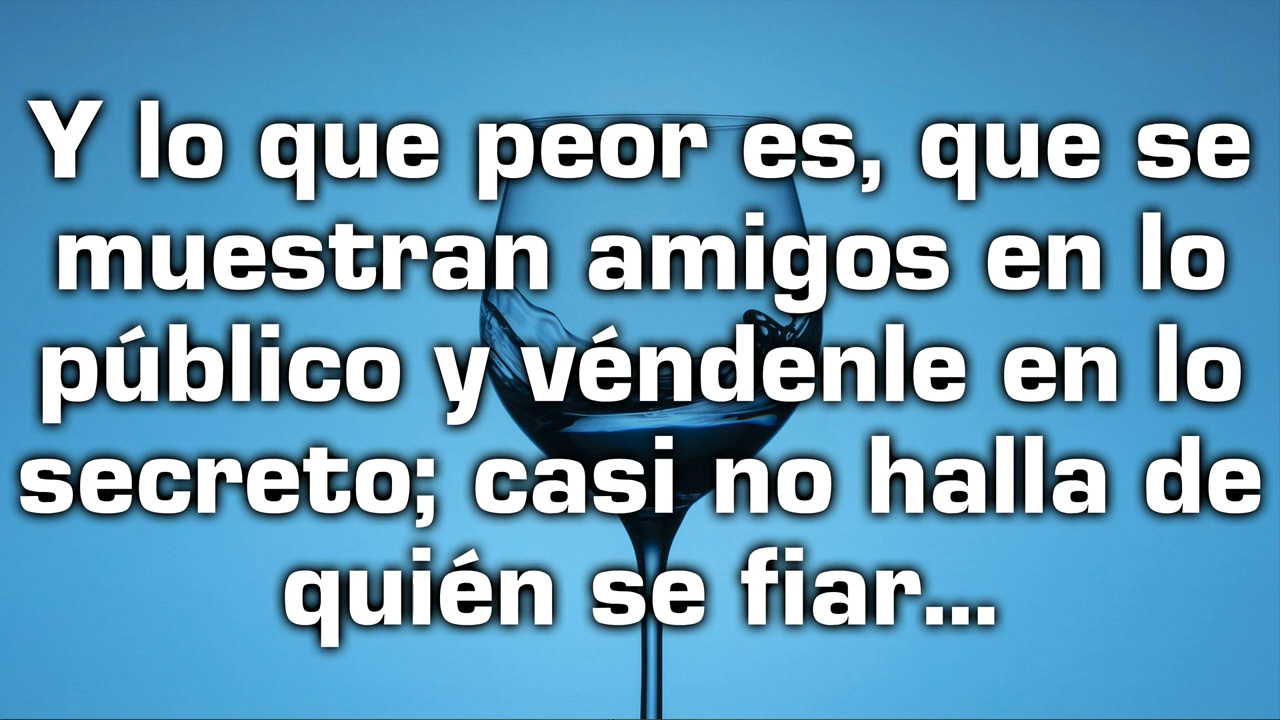 Y lo que peor es, que se
muestran amigos en lo
público y véndenle en lo
secreto; casi no halla de
quién se fiar...